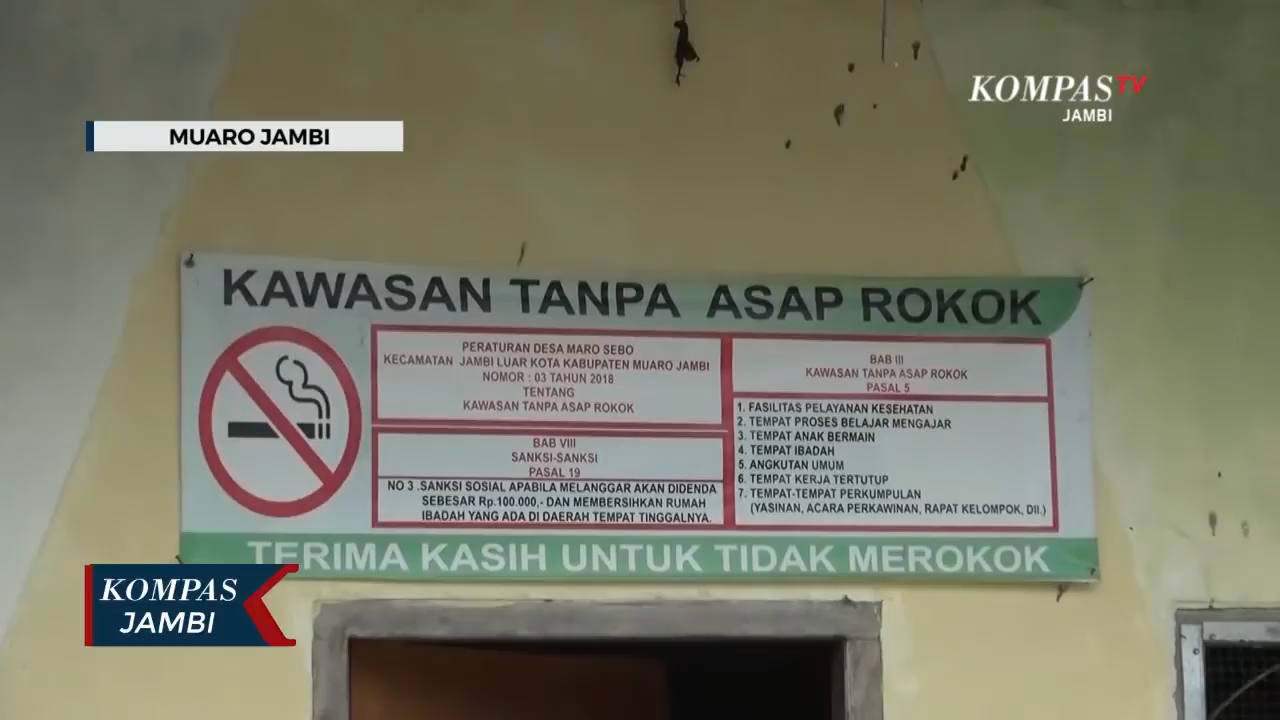 KOMPAS TV
JAMBI
MUARO JAMBI
KAWASAN TANPA ASAP ROKOK
PERATURAN DESA MARO SEBO
KECAMATAN JAMBI LUAR KOTA KABUPATEN MUARO JAMBI
NOMOR : 03 TAHUN 2018
TENTANG
KAWASAN TANPA ASAP ROKOK
BAB VIII
SANKSI-SANKSI
PASAL 19
NO 3 .SANKSI SOSIAL APABILA MELANGGAR AKAN DIDENDA
SEBESAR Rp.100.000,- DAN MEMBERSIHKAN RUMAH
IBADAH YANG ADA DI DAERAH TEMPAT TINGGALNYA.
BAB III
KAWASAN TANPA ASAP ROKOK
PASAL 5
1. FASILITAS PELAYANAN KESEHATAN
2. TEMPAT PROSES BELAJAR MENGAJAR
3. TEMPAT ANAK BERMAIN
4. TEMPAT IBADAH
5. ANGKUTAN UMUM
6. TEMPAT KERJA TERTUTUP
7. TEMPAT-TEMPAT PERKUMPULAN
(YASINAN, ACARA PERKAWINAN, RAPAT KELOMPOK, Dll.)
TERIMA KASIH UNTUK TIDAK MEROKOK
KOMPAS
JAMBI